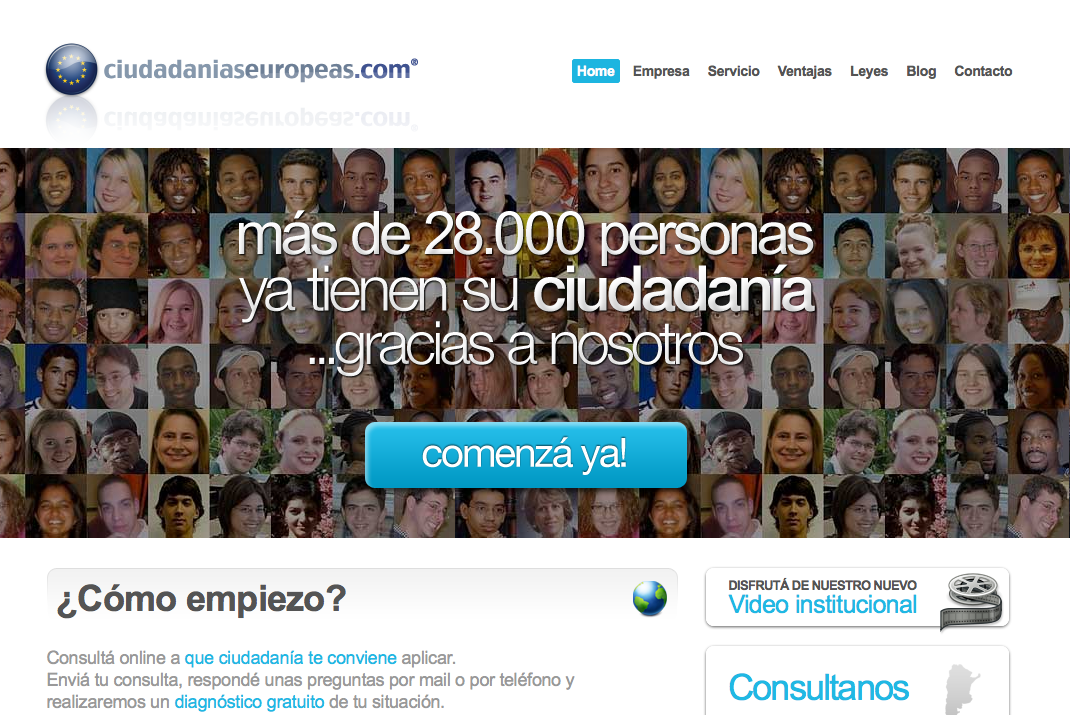 ciudadaniaseuropeas.com®
Home Empresa Servicio Ventajas Leyes Blog Contacto
más de 28.000 personas
ya tienen su ciudadanía
...gracias a nosotros
comenzá ya!
¿Cómo empiezo?
Consultá online a que ciudadanía te conviene aplicar.
Enviá tu consulta, respondé unas preguntas por mail o por teléfono y
realizaremos un diagnóstico gratuito de tu situación.
DISFRUTÁ DE NUESTRO NUEVO
Video institucional
Consultanos